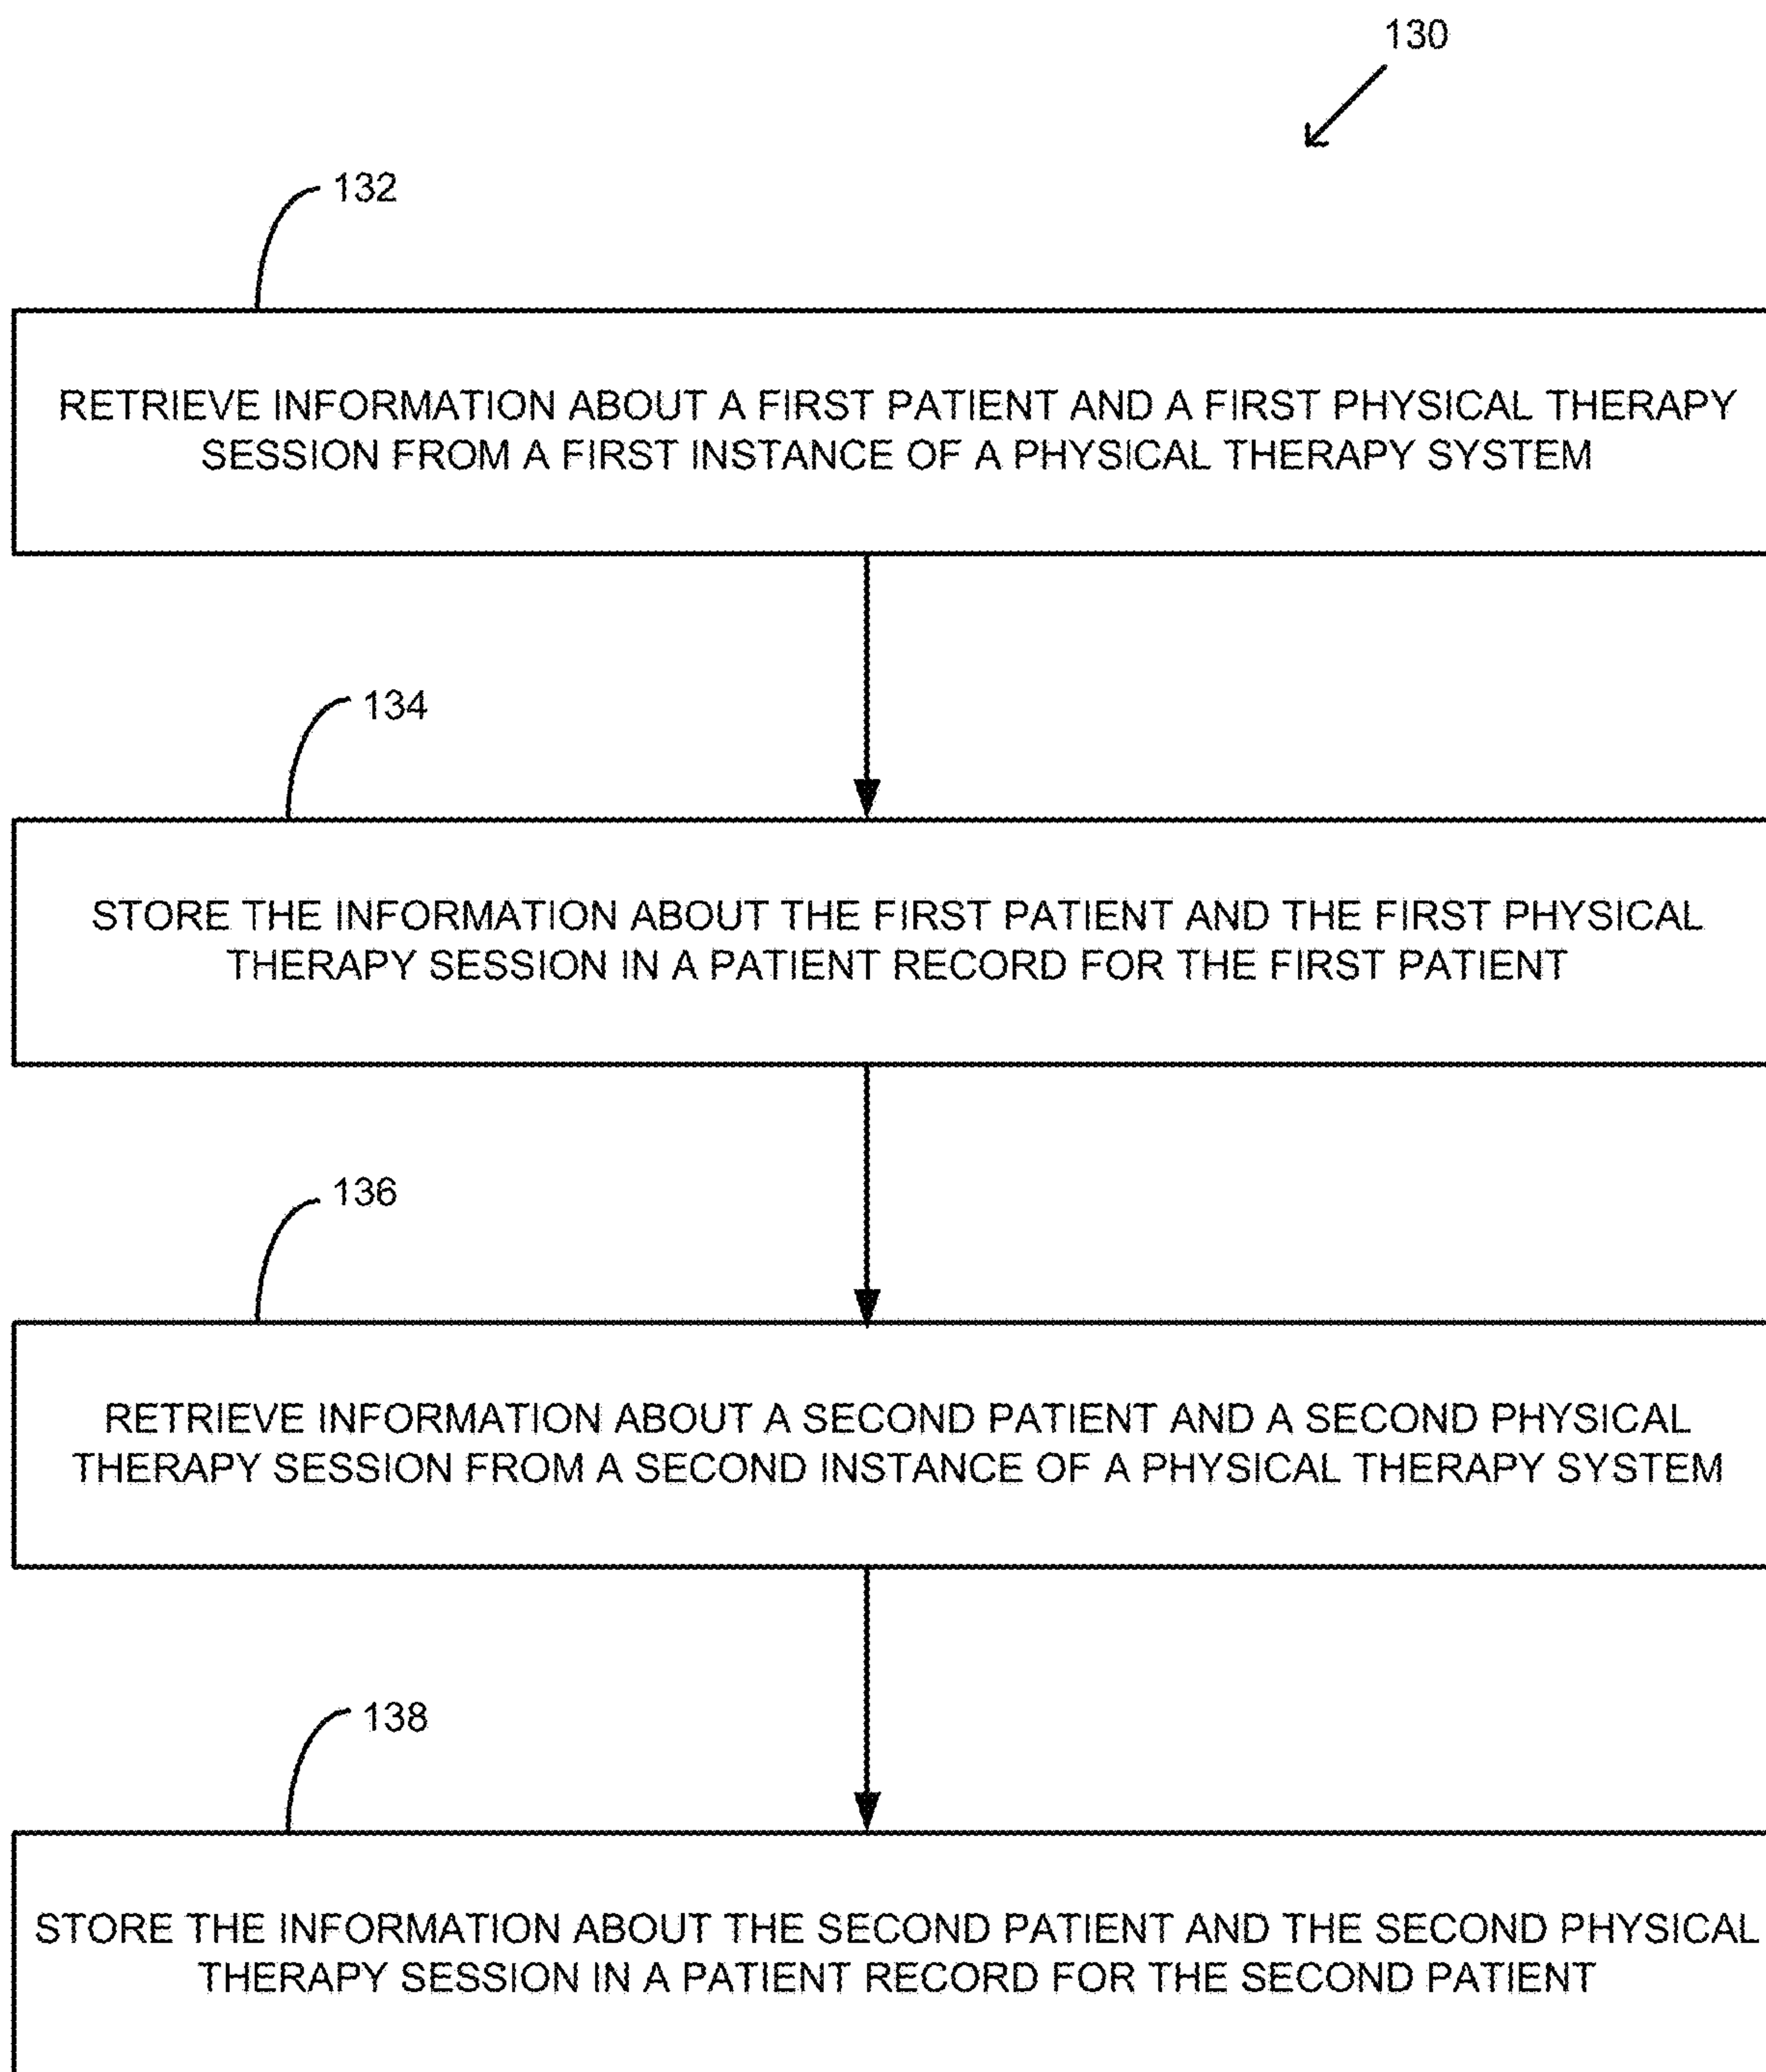 130
132
RETRIEVE INFORMATION ABOUT A FIRST PATIENT AND A FIRST PHYSICAL THERAPY
SESSION FROM A FIRST INSTANCE OF A PHYSICAL THERAPY SYSTEM
134
STORE THE INFORMATION ABOUT THE FIRST PATIENT AND THE FIRST PHYSICAL
THERAPY SESSION IN A PATIENT RECORD FOR THE FIRST PATIENT
136
RETRIEVE INFORMATION ABOUT A SECOND PATIENT AND A SECOND PHYSICAL
THERAPY SESSION FROM A SECOND INSTANCE OF A PHYSICAL THERAPY SYSTEM
138
STORE THE INFORMATION ABOUT THE SECOND PATIENT AND THE SECOND PHYSICAL
THERAPY SESSION IN A PATIENT RECORD FOR THE SECOND PATIENT